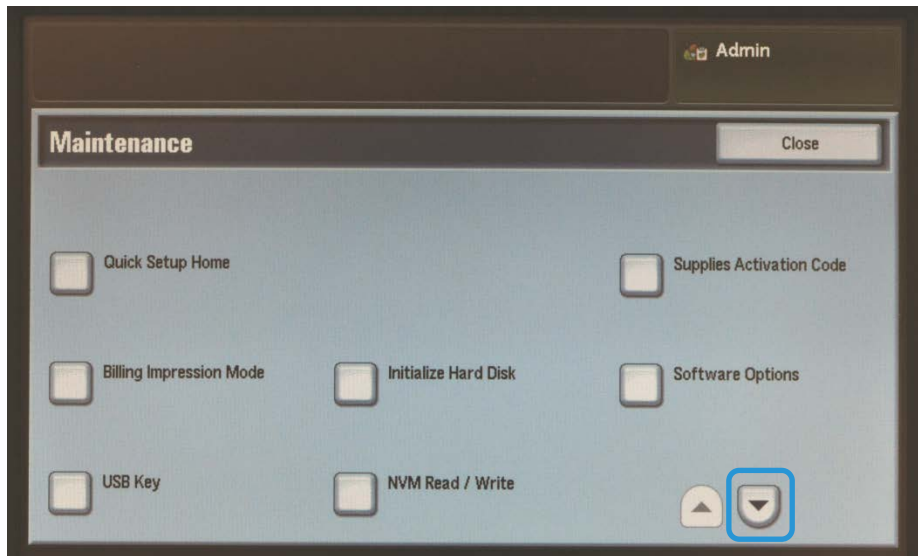 Admin
Maintenance
Close
Quick Setup Home
Supplies Activation Code
Billing Impression Mode
Initialize Hard Disk
Software Options
USB Key
NVM Read / Write